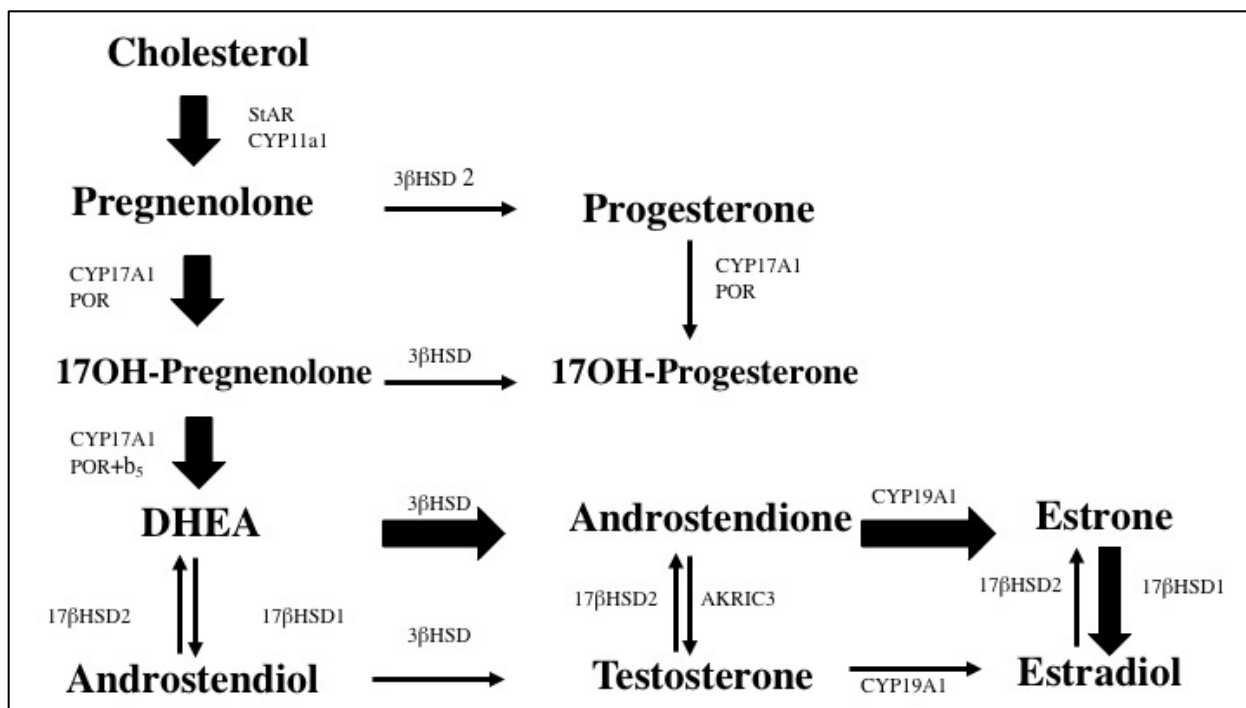 Cholesterol
StAR
CYP11a1
Pregnenolone
3βHSD 2
Progesterone
CYP17A1
POR
CYP17A1
POR
17OH-Pregnenolone
3βHSD
17OH-Progesterone
CYP17A1
POR+b₅
DHEA
3βHSD
Androstendione
CYP19A1
Estrone
17βHSD2
17βHSD1
3βHSD
17βHSD2
AKRIC3
17βHSD2
17βHSD1
Androstendiol
Testosterone
CYP19A1
Estradiol